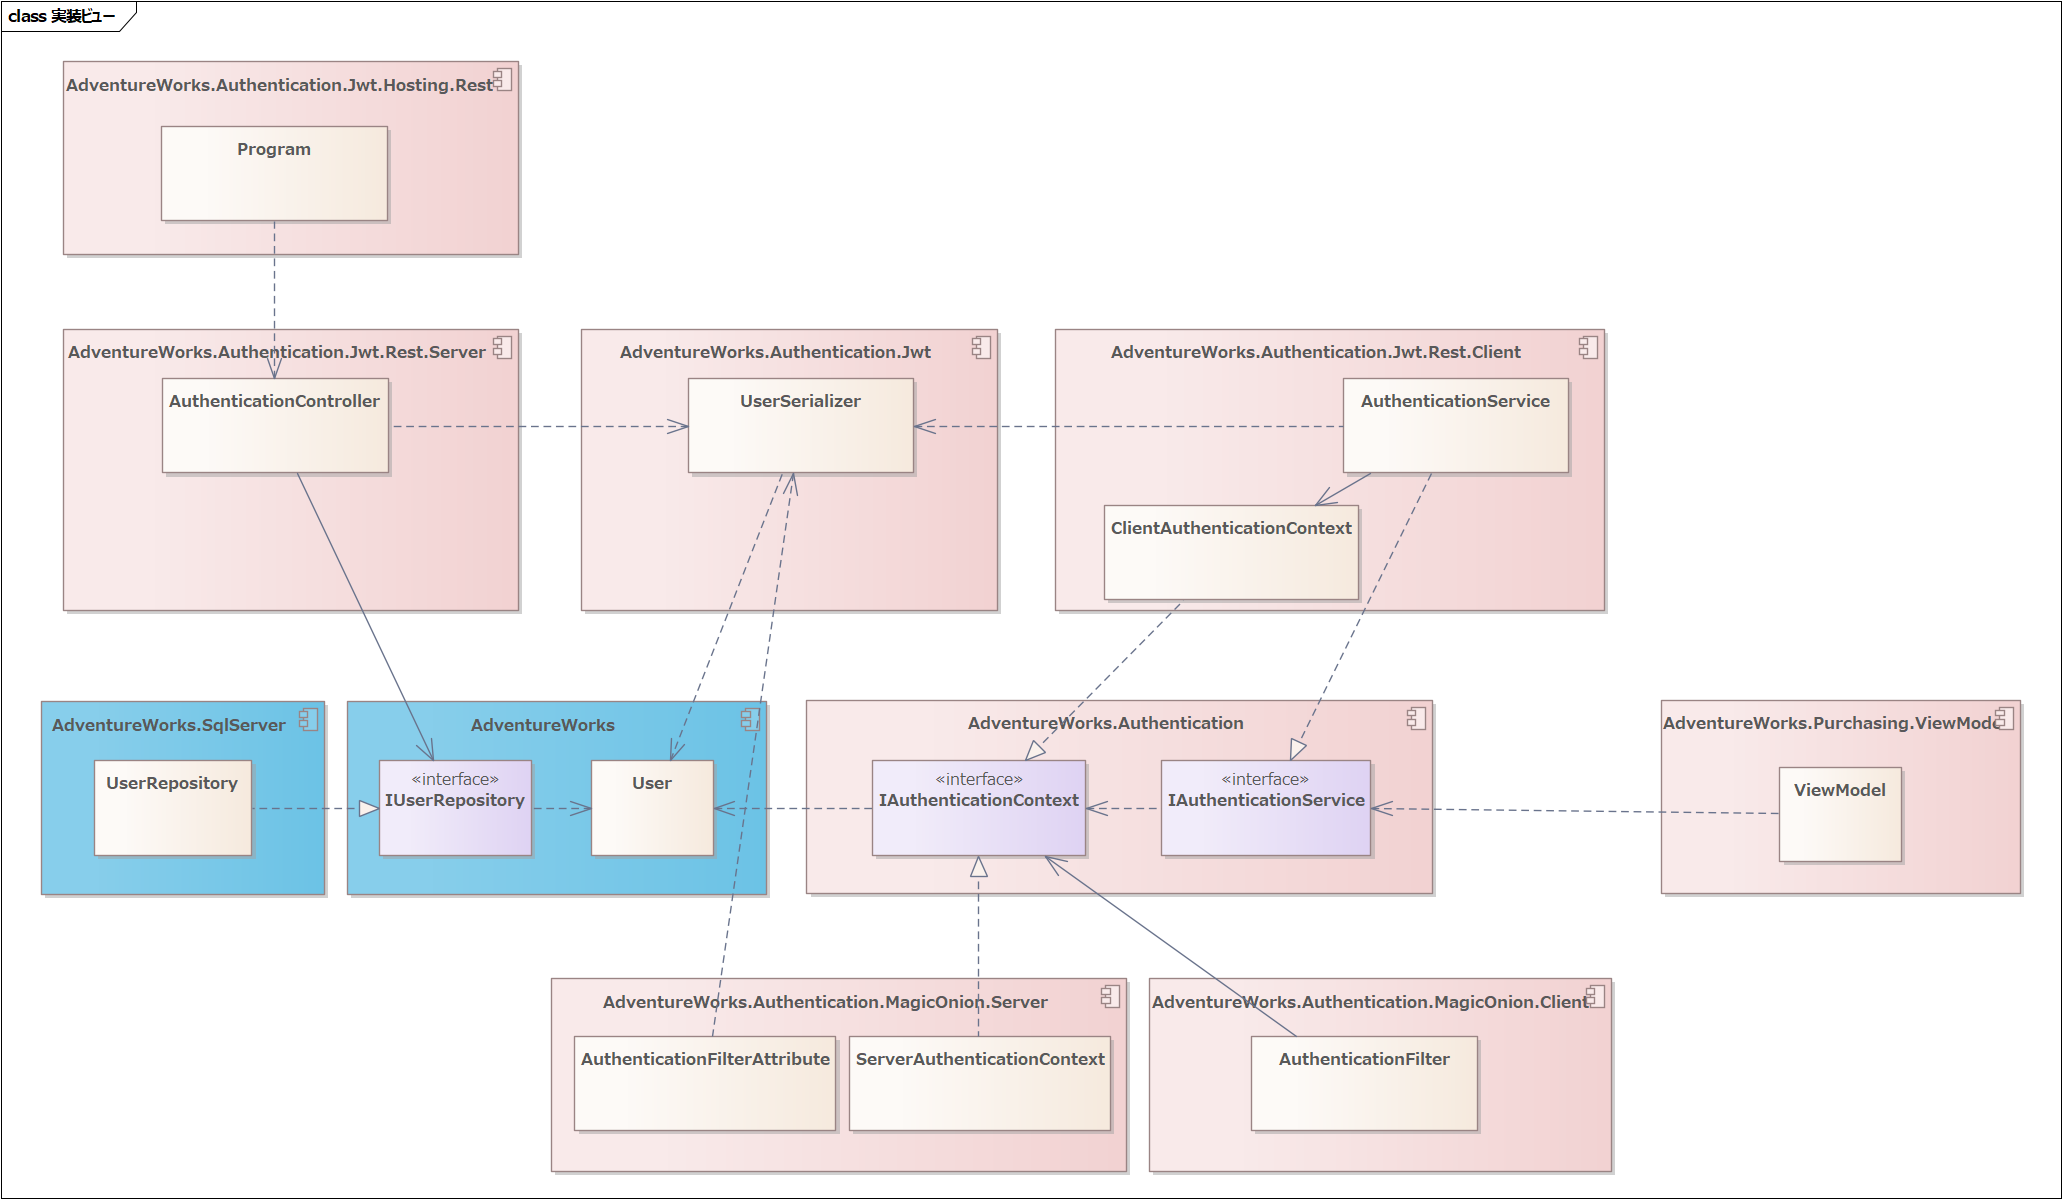 class 実装ビュー
AdventureWorks.Authentication.Jwt.Hosting.Rest
Program
AdventureWorks.Authentication.Jwt.Rest.Server
AuthenticationController
AdventureWorks.Authentication.Jwt
UserSerializer
AdventureWorks.Authentication.Jwt.Rest.Client
AuthenticationService
ClientAuthenticationContext
AdventureWorks.SqlServer
UserRepository
AdventureWorks
«interface»
IUserRepository
User
AdventureWorks.Authentication
«interface»
IAuthenticationContext
«interface»
IAuthenticationService
AdventureWorks.Purchasing.ViewMode
ViewModel
AdventureWorks.Authentication.MagicOnion.Server
AuthenticationFilterAttribute
ServerAuthenticationContext
AdventureWorks.Authentication.MagicOnion.Client
AuthenticationFilter